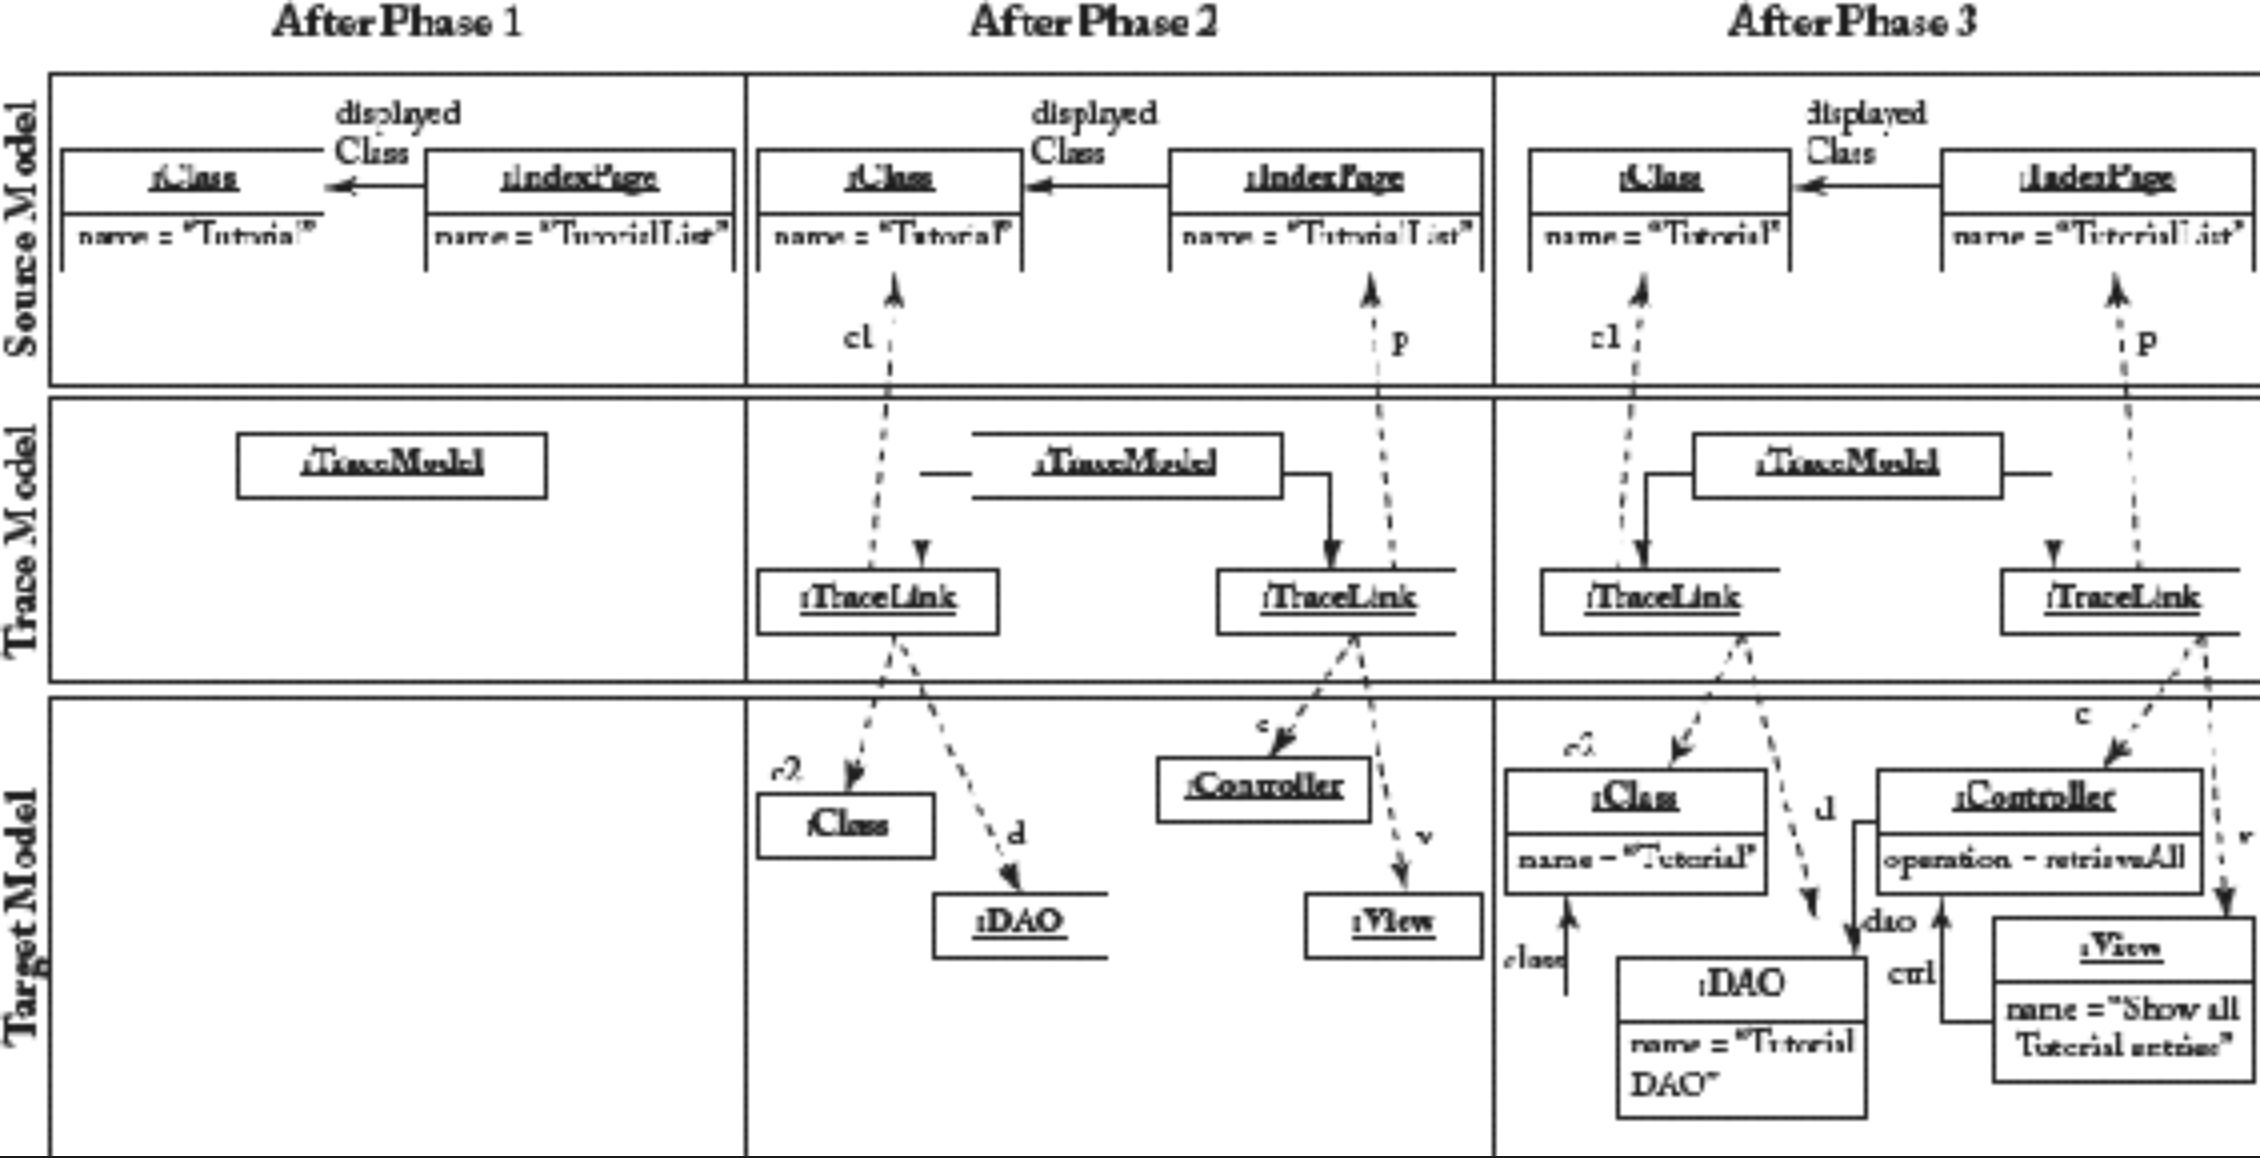 After Phase 1
After Phase 2
After Phase 3
Source Model
displayed
Class
:Class
:IndexPage
name = "Tutorial"
name = "TutorialList"
displayed
Class
:Class
:IndexPage
name = "Tutorial"
name = "TutorialList"
c1
p
displayed
Class
:Class
:IndexPage
name = "Tutorial"
name = "TutorialList"
c1
p
Trace Model
:TraceModel
:TraceModel
:TraceLink
:TraceLink
:TraceModel
:TraceLink
:TraceLink
Target Model
c2
:Class
d
:DAO
c
:Controller
v
:View
c2
:Class
name = "Tutorial"
class
d
:DAO
name = "Tutorial
DAO"
c
:Controller
operation = retrieveAll
dao
ctrl
v
:View
name = "Show all
Tutorial entries"